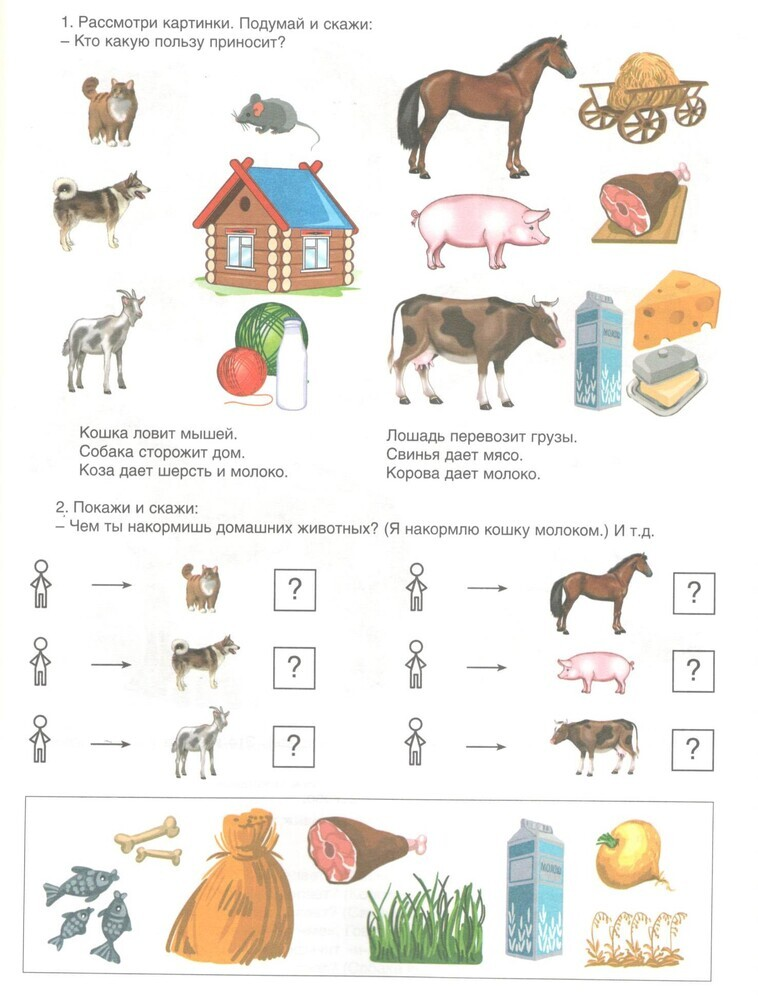 1. Рассмотри картинки. Подумай и скажи:
– Кто какую пользу приносит?
Кошка ловит мышей.
Собака сторожит дом.
Коза дает шерсть и молоко.
Лошадь перевозит грузы.
Свинья дает мясо.
Корова дает молоко.
2. Покажи и скажи:
– Чем ты накормишь домашних животных? (Я накормлю кошку молоком.) И т.д.
? ?
? ?
? ?